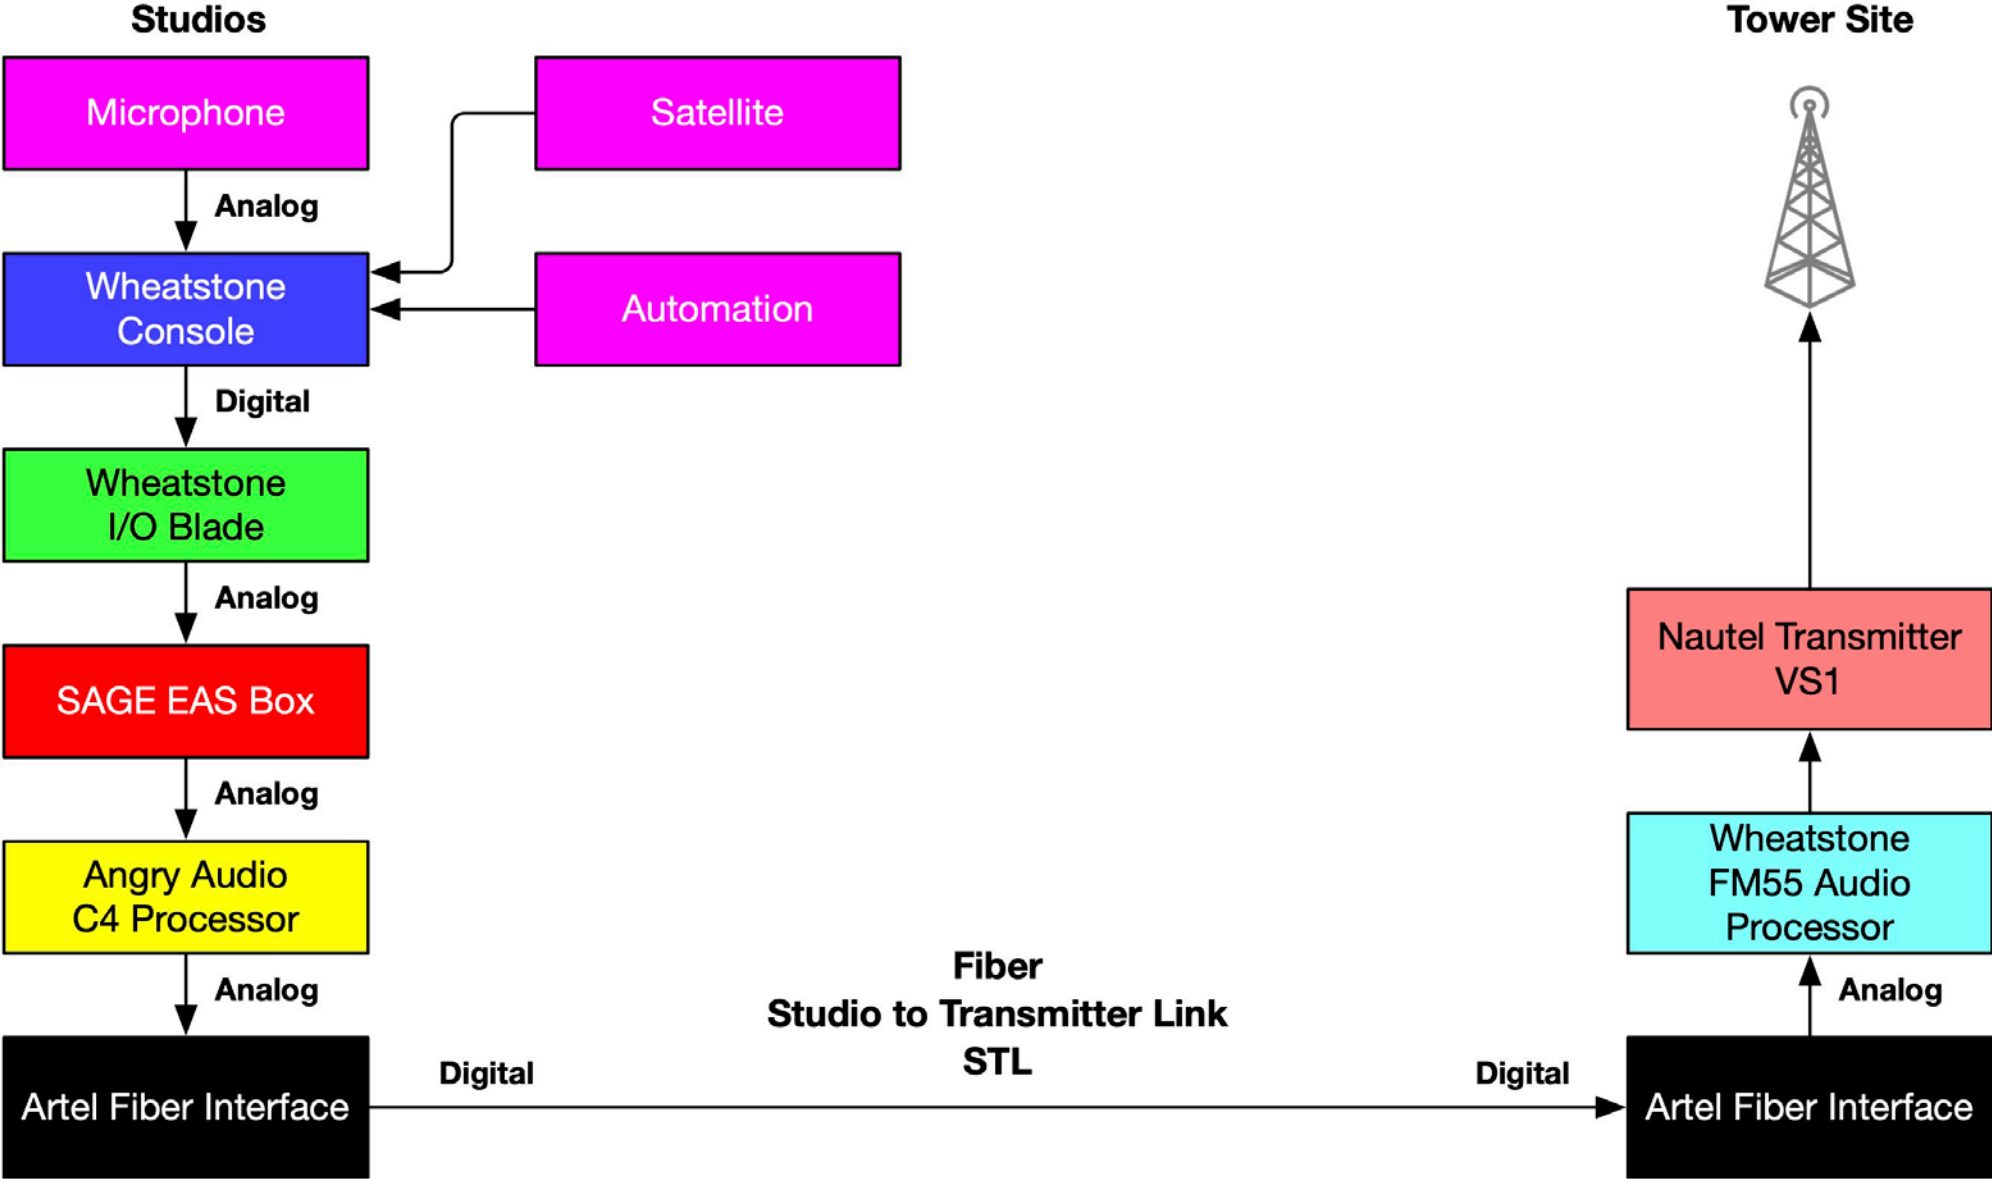 Studios
Tower Site
Microphone
Satellite
Analog
Wheatstone
Console
Automation
Digital
Wheatstone
I/O Blade
Analog
SAGE EAS Box
Analog
Angry Audio
C4 Processor
Analog
Artel Fiber Interface
Digital
Fiber
Studio to Transmitter Link
STL
Digital
Artel Fiber Interface
Analog
Wheatstone
FM55 Audio
Processor
Nautel Transmitter
VS1